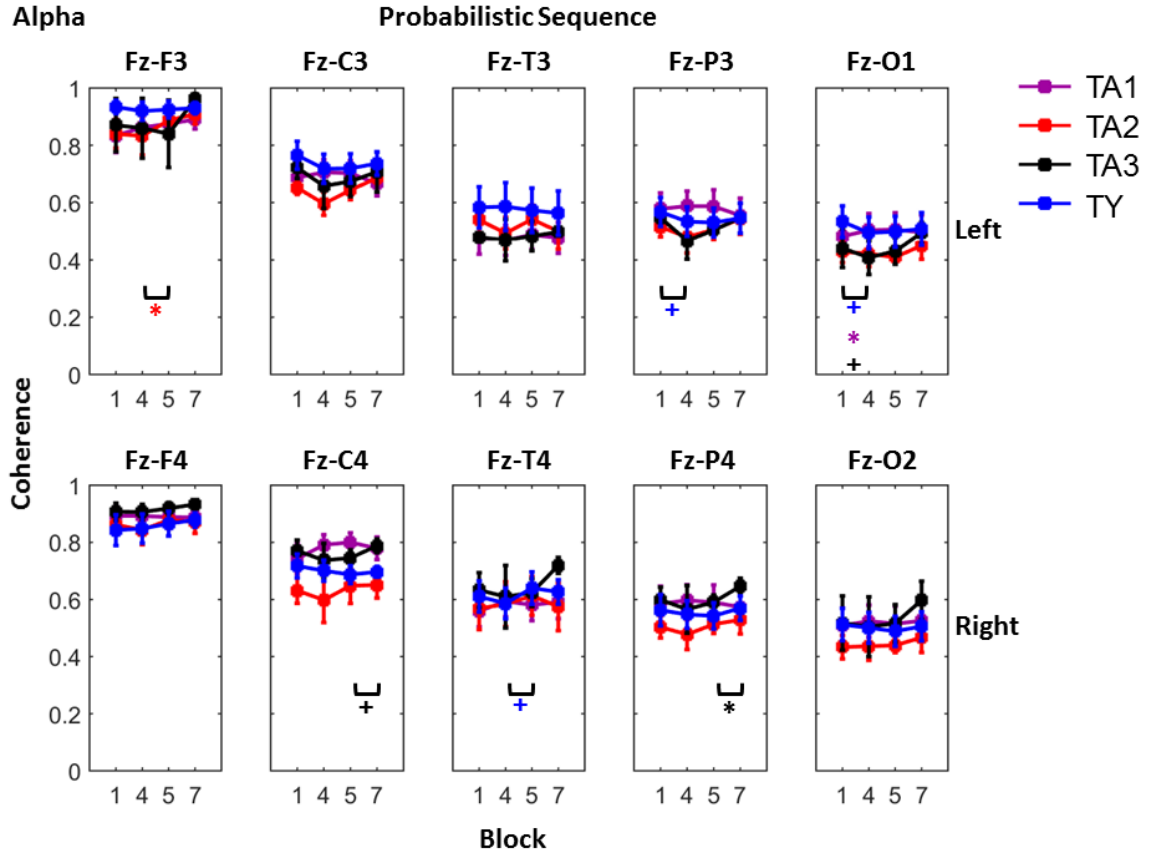 Alpha
Probabilistic Sequence
Fz-F3 Fz-C3 Fz-T3 Fz-P3 Fz-O1
1
0.8
0.6
0.4
0.2
0
* + + * +
1 4 5 7 1 4 5 7 1 4 5 7 1 4 5 7 1 4 5 7
TA1
TA2
TA3
TY
Left
Coherence
Fz-F4 Fz-C4 Fz-T4 Fz-P4 Fz-O2
1
0.8
0.6
0.4
0.2
0
+ + *
1 4 5 7 1 4 5 7 1 4 5 7 1 4 5 7 1 4 5 7
Right
Block